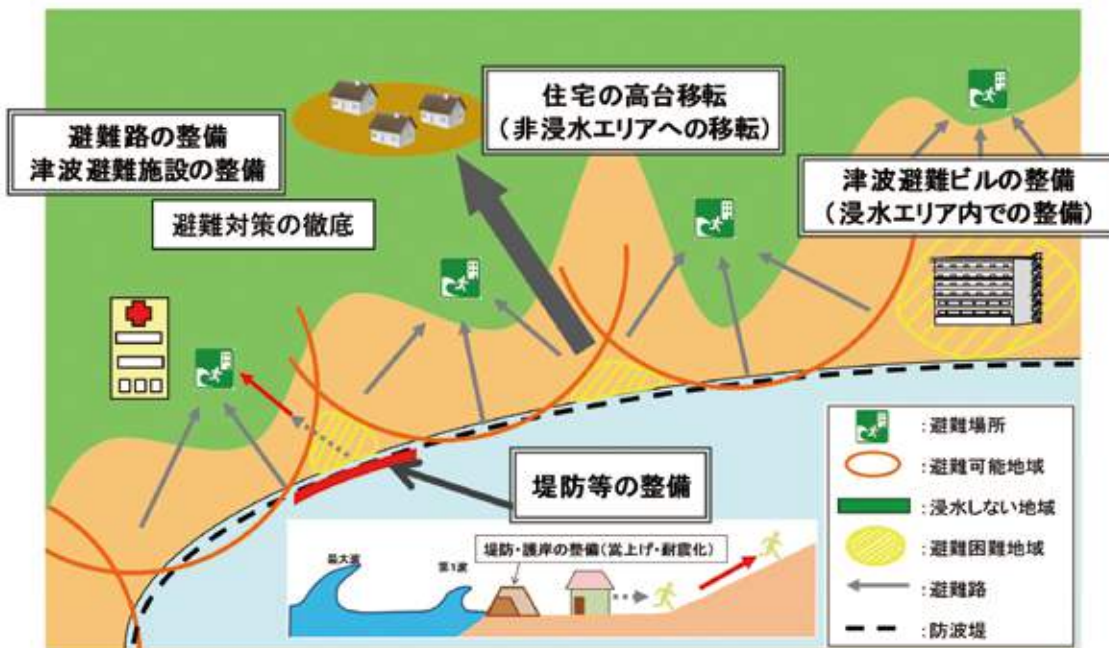 住宅の高台移転
（非浸水エリアへの移転）
避難路の整備
津波避難施設の整備
津波避難ビルの整備
（浸水エリア内での整備）
避難対策の徹底
堤防等の整備
堤防・護岸の整備（嵩上げ・耐震化）
最大波
第1波
：避難場所
：避難可能地域
：浸水しない地域
：避難困難地域
：避難路
：防波堤